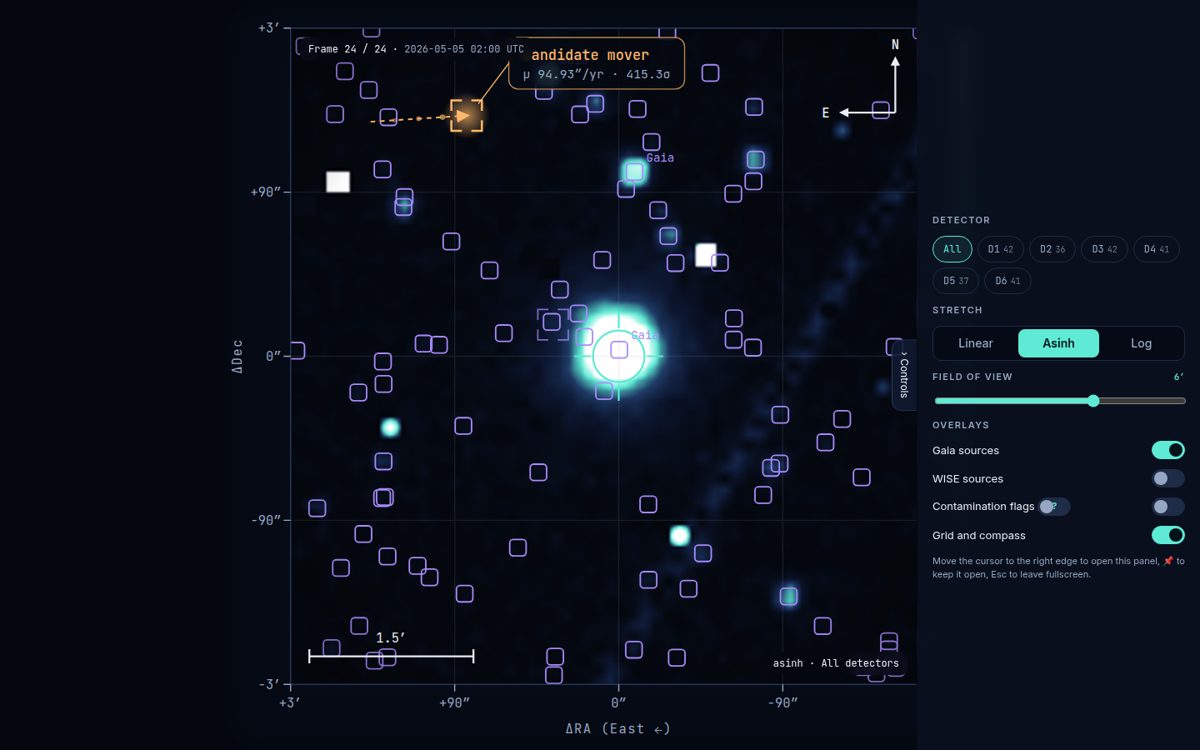 +3′
Frame 24 / 24 · 2026-05-05 02:00 UTC
andidate mover
μ 94.93″/yr · 415.3σ
N
E
Gaia
+90″
Gaia
0″
ΔDec
-90″
1.5′
asinh · All detectors
-3′
+3′
+90″
0″
-90″
ΔRA (East ←)
› Controls
DETECTOR
All
D1 42
D2 36
D3 42
D4 41
D5 37
D6 41
STRETCH
Linear
Asinh
Log
FIELD OF VIEW
6′
OVERLAYS
Gaia sources
WISE sources
Contamination flags ?
Grid and compass
Move the cursor to the right edge to open this panel, 📌 to
keep it open, Esc to leave fullscreen.